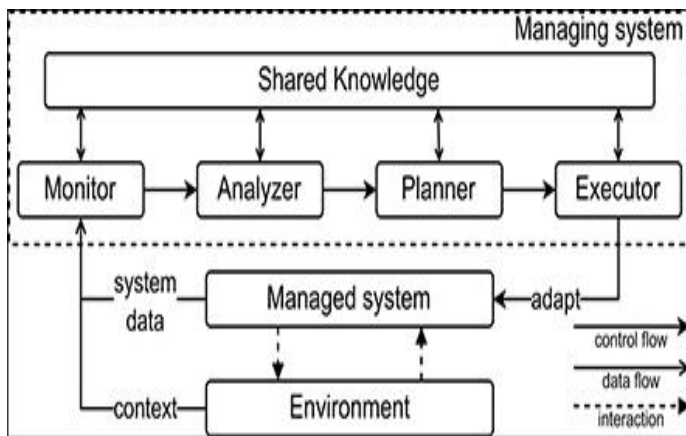 Managing system
Shared Knowledge
Monitor
Analyzer
Planner
Executor
system
data
Managed system
adapt
control flow
data flow
context
Environment
interaction